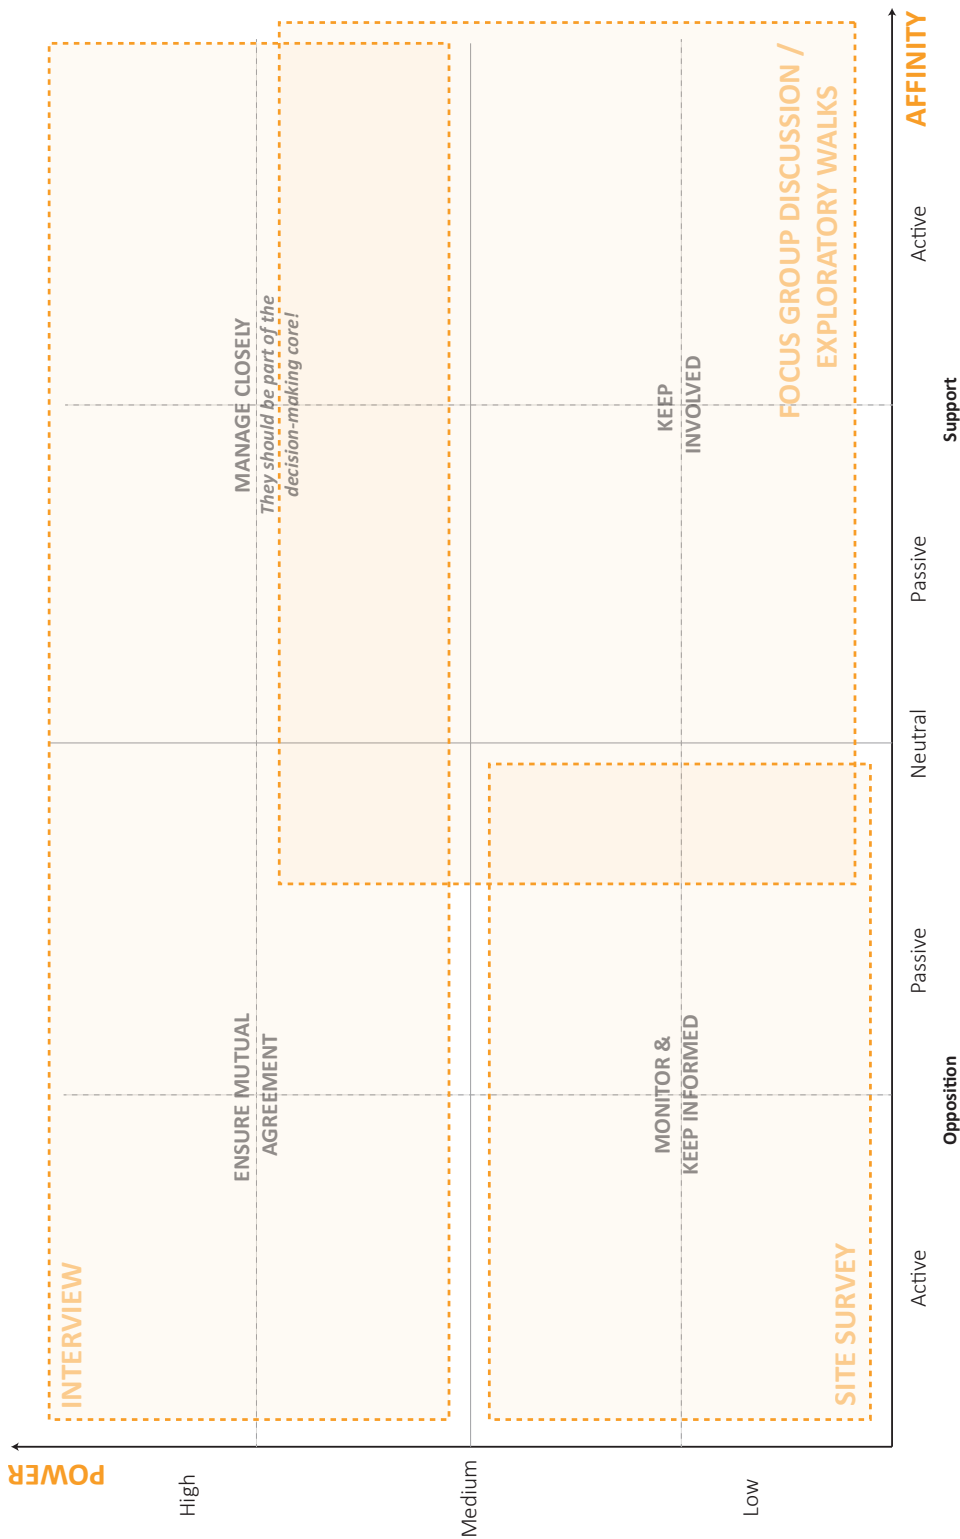 POWER
High
Medium
Low
INTERVIEW
ENSURE MUTUAL
AGREEMENT
MANAGE CLOSELY
They should be part of the
decision-making core!
MONITOR &
KEEP INFORMED
KEEP
INVOLVED
SITE SURVEY
FOCUS GROUP DISCUSSION /
EXPLORATORY WALKS
Active
Passive
Neutral
Passive
Active
AFFINITY
Opposition
Support